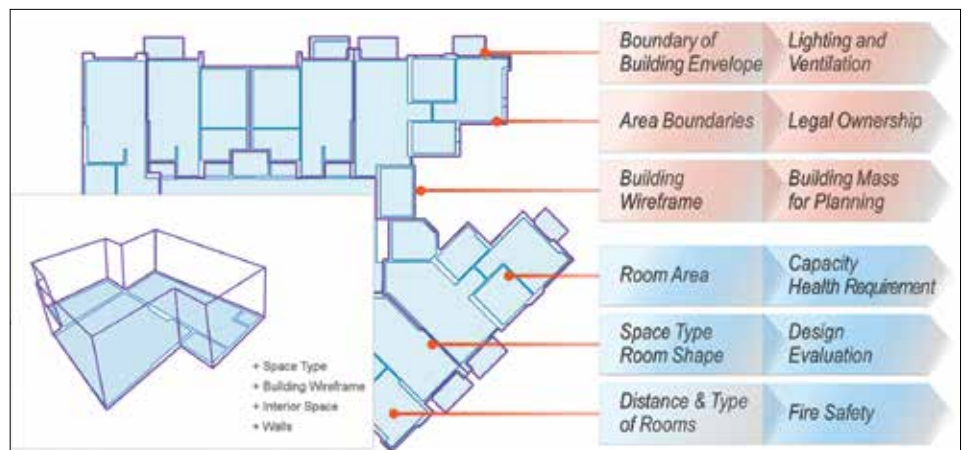 Boundary of
Building Envelope
Lighting and
Ventilation
Area Boundaries
Legal Ownership
Building
Wireframe
Building Mass
for Planning
Room Area
Capacity
Health Requirement
Space Type
Room Shape
Design
Evaluation
Distance & Type
of Rooms
Fire Safety
+ Space Type
+ Building Wireframe
+ Interior Space
+ Walls